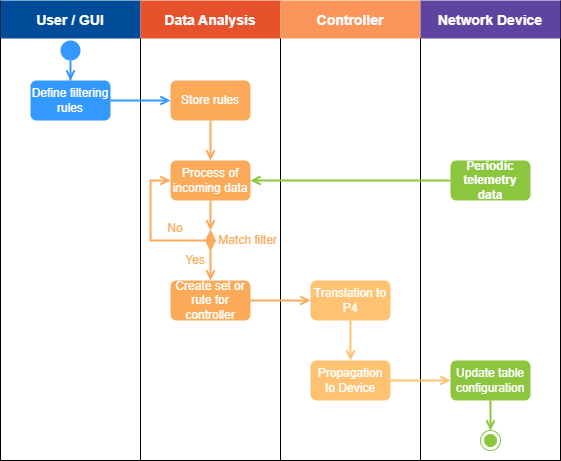 User / GUI
Data Analysis
Controller
Network Device
Define filtering
rules
Store rules
Process of
incoming data
Periodic
telemetry
data
No
Match filter
Yes
Create set or
rule for
controller
Translation to
P4
Propagation
to Device
Update table
configuration